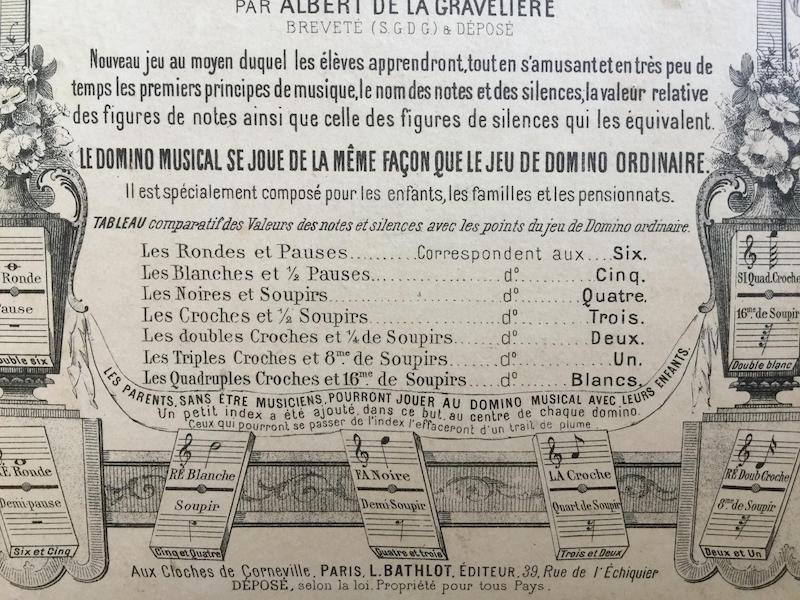 PAR ALBERT DE LA GRAVELIÈRE
BREVETÉ (S.G.D.G) & DÉPOSÉ
Nouveau jeu au moyen duquel les élèves apprendront, tout en s'amusant et en très peu de
temps les premiers principes de musique, le nom des notes et des silences, la valeur relative
des figures de notes ainsi que celle des figures de silences qui les équivalent.
LE DOMINO MUSICAL SE JOUE DE LA MÊME FAÇON QUE LE JEU DE DOMINO ORDINAIRE.
Il est spécialement composé pour les enfants, les familles et les pensionnats.
TABLEAU comparatif des Valeurs des notes et silences avec les points du jeu de Domino ordinaire.
Les Rondes et Pauses.........Correspondent aux...Six.
Les Blanches et ½ Pauses............do........Cinq.
Les Noires et Soupirs...............do........Quatre.
Les Croches et ½ Soupirs............do........Trois.
Les doubles Croches et ¼ de Soupirs....do........Deux.
Les Triples Croches et 8me de Soupirs....do........Un.
Les Quadruples Croches et 16me de Soupirs...do........Blancs.
LES PARENTS, SANS ÊTRE MUSICIENS, POURRONT JOUER AU DOMINO MUSICAL AVEC LEURS ENFANTS.
Un petit index a été ajouté, dans ce but, au centre de chaque domino.
Ceux qui pourront se passer de l'index l'effaceront d'un trait de plume.
Ronde
Pause
Double six
SI Quad. Croche
16me de Soupir
Double blanc
RÉ Ronde
Demi-pause
Six et Cinq
RÉ Blanche
Soupir
Cinq et Quatre
FA Noire
Demi Soupir
Quatre et trois
LA Croche
Quart de Soupir
Trois et Deux
RÉ Doub Croche
8me de Soupir
Deux et Un
Aux Cloches de Corneville, PARIS, L. BATHLOT, ÉDITEUR, 39, Rue de l'Échiquier
DÉPOSÉ, selon la loi. Propriété pour tous Pays.